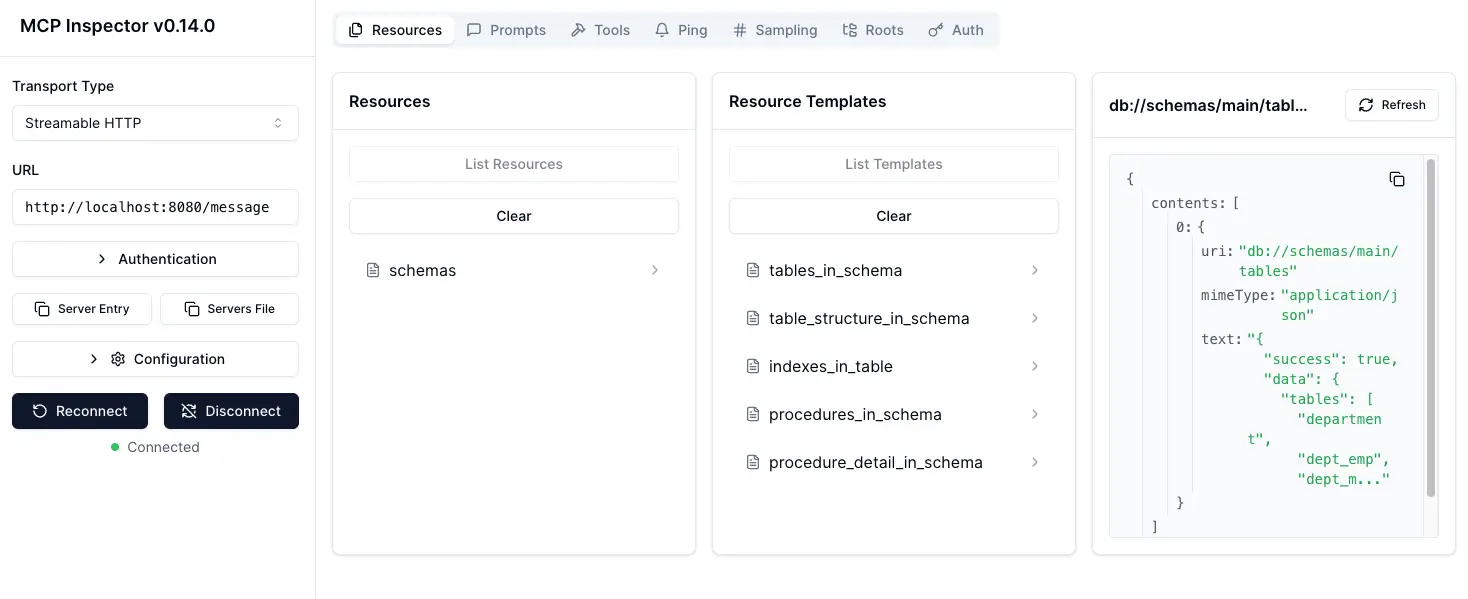 MCP Inspector v0.14.0
Transport Type
Streamable HTTP
URL
http://localhost:8080/message
Authentication
Server Entry
Servers File
Configuration
Reconnect
Disconnect
Connected
Resources
Prompts
Tools
Ping
Sampling
Roots
Auth
Resources
List Resources
Clear
schemas
Resource Templates
List Templates
Clear
tables_in_schema
table_structure_in_schema
indexes_in_table
procedures_in_schema
procedure_detail_in_schema
db://schemas/main/tabl...
Refresh
{
contents: [
0: {
uri: "db://schemas/main/
tables"
mimeType: "application/j
son"
text: "{
"success": true,
"data": {
"tables": [
"departmen
t",
"dept_emp",
"dept_m..."
}
]